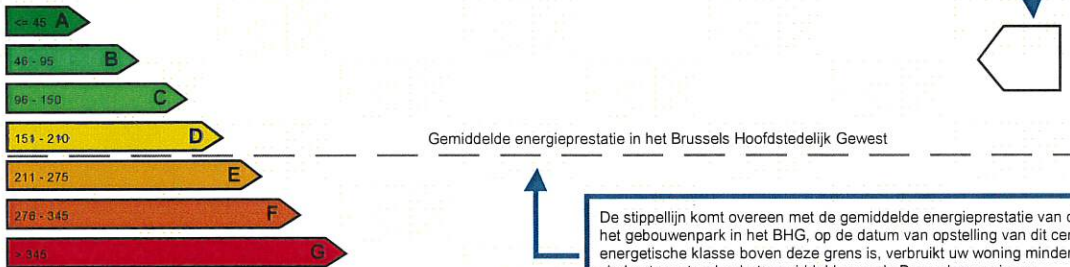 <= 45 A
46 - 95 B
96 - 150 C
151 - 210 D
Gemiddelde energieprestatie in het Brussels Hoofdstedelijk Gewest
211 - 275 E
276 - 345 F
> 345 G
De stippellijn komt overeen met de gemiddelde energieprestatie van
het gebouwenpark in het BHG, op de datum van opstelling van dit
energetische klasse boven deze grens is, verbruikt uw woning minder